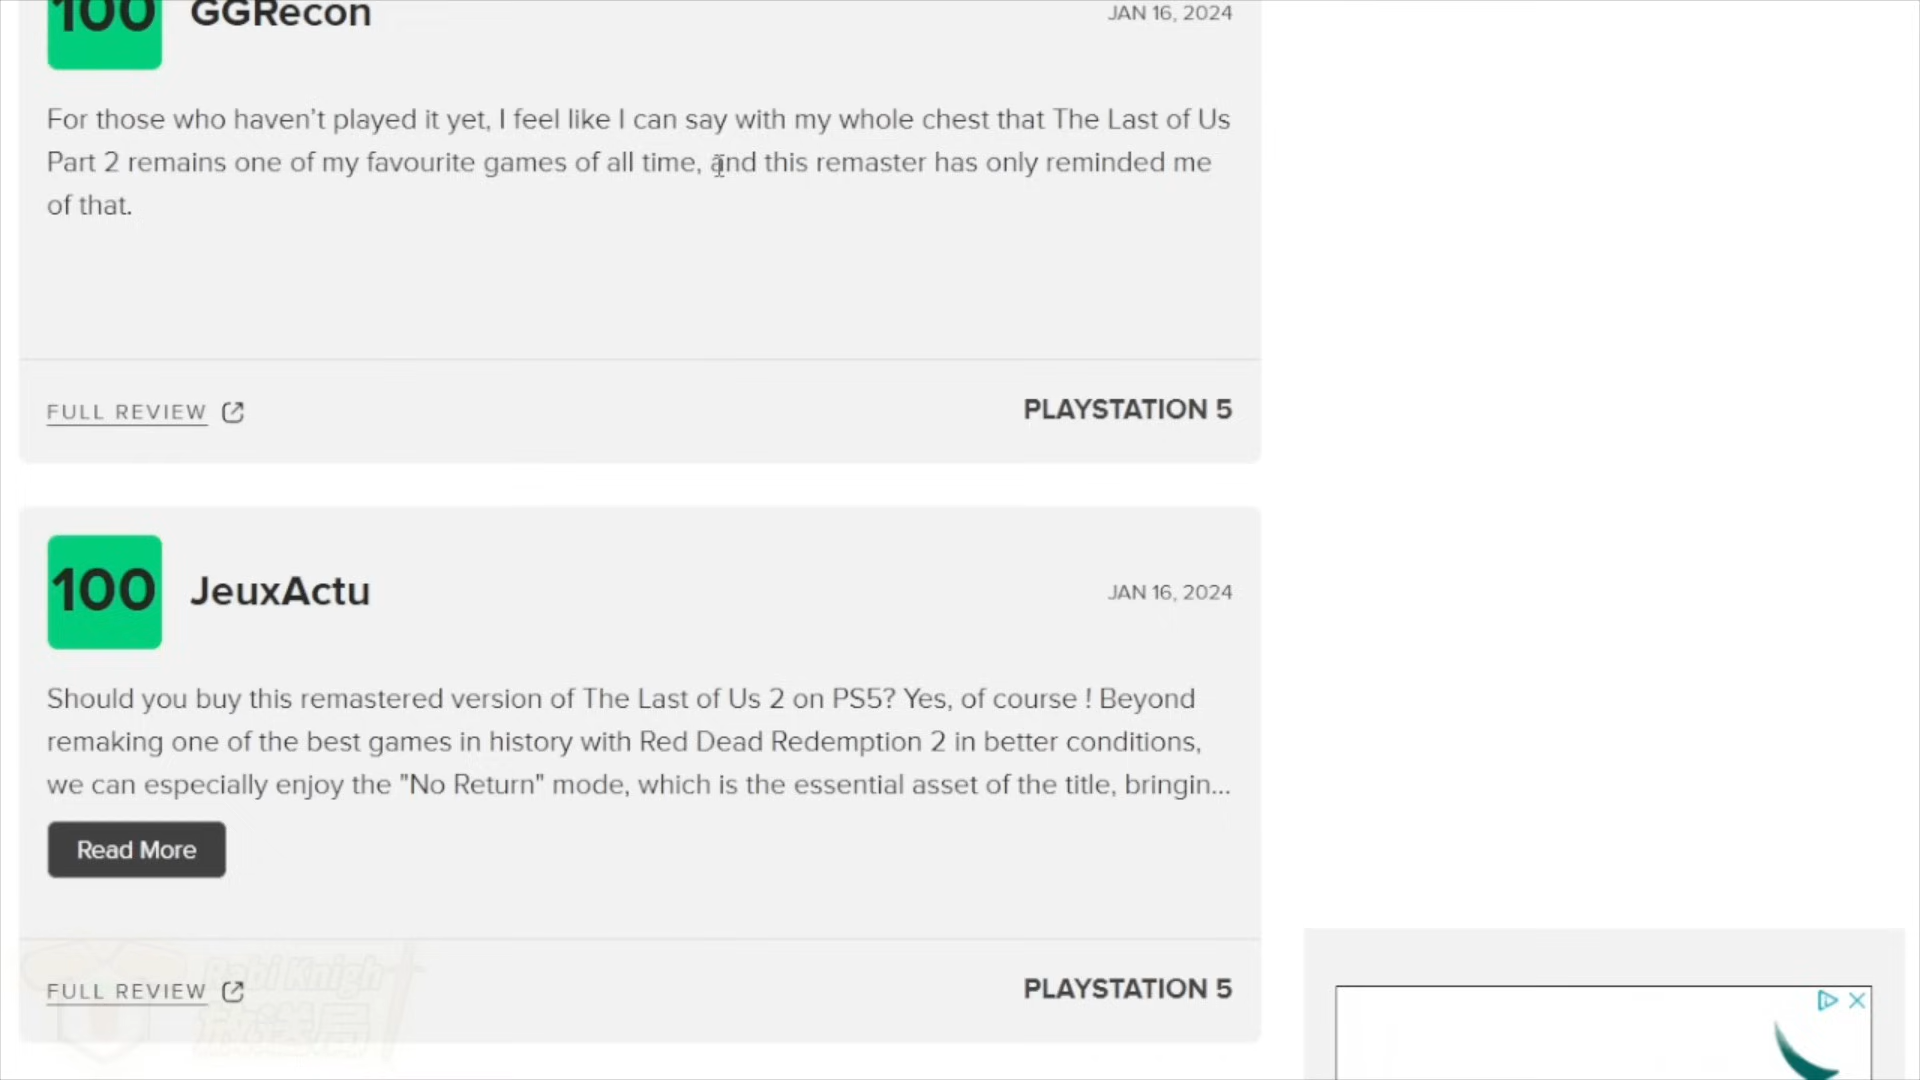 100 GGRecon JAN 16, 2024
For those who haven’t played it yet, I feel like I can say with my whole chest that The Last of Us
Part 2 remains one of my favourite games of all time, and this remaster has only reminded me
of that.
FULL REVIEW PLAYSTATION 5
100 JeuxActu JAN 16, 2024
Should you buy this remastered version of The Last of Us 2 on PS5? Yes, of course ! Beyond
remaking one of the best games in history with Red Dead Redemption 2 in better conditions,
we can especially enjoy the "No Return" mode, which is the essential asset of the title, bringin...
Read More
Rabi Knigh
放送局
FULL REVIEW PLAYSTATION 5